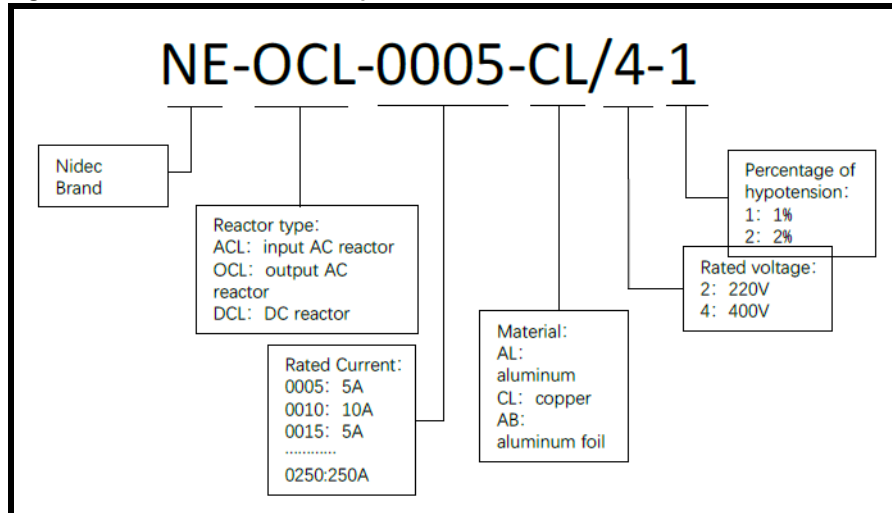 NE-OCL-0005-CL/4-1
Nidec
Brand
Reactor type:
ACL: input AC reactor
OCL: output AC
reactor
DCL: DC reactor
Rated Current:
0005: 5A
0010: 10A
0015: 5A
............
0250:250A
Material:
AL:
aluminum
CL: copper
AB:
aluminum foil
Percentage of
hypotension:
1: 1%
2: 2%
Rated voltage:
2: 220V
4: 400V